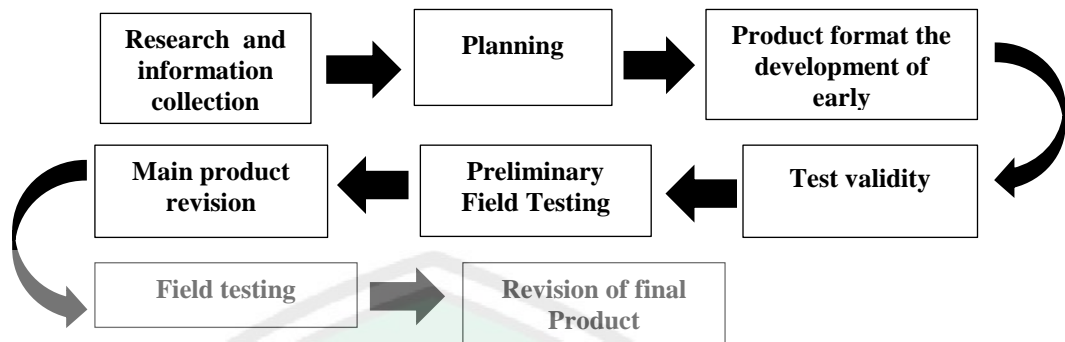 Research and
information
collection
Planning
Product format the
development of
early
Test validity
Preliminary
Field Testing
Main product
revision
Field testing
Revision of final
Product